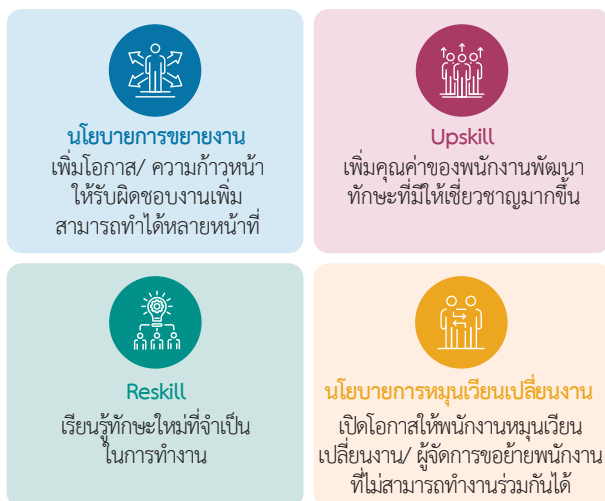 นโยบายการขยายงาน
เพิ่มโอกาส/ ความก้าวหน้า
ให้รับผิดชอบงานเพิ่ม
สามารถทำได้หลายหน้าที่
Upskill
เพิ่มคุณค่าของพนักงานพัฒนา
ทักษะที่มีให้เชี่ยวชาญมากขึ้น
Reskill
เรียนรู้ทักษะใหม่ที่จำเป็น
ในการทำงาน
นโยบายการหมุนเวียนเปลี่ยนงาน
เปิดโอกาสให้พนักงานหมุนเวียน
เปลี่ยนงาน/ ผู้จัดการขอย้ายพนักงาน
ที่ไม่สามารถทำงานร่วมกันได้